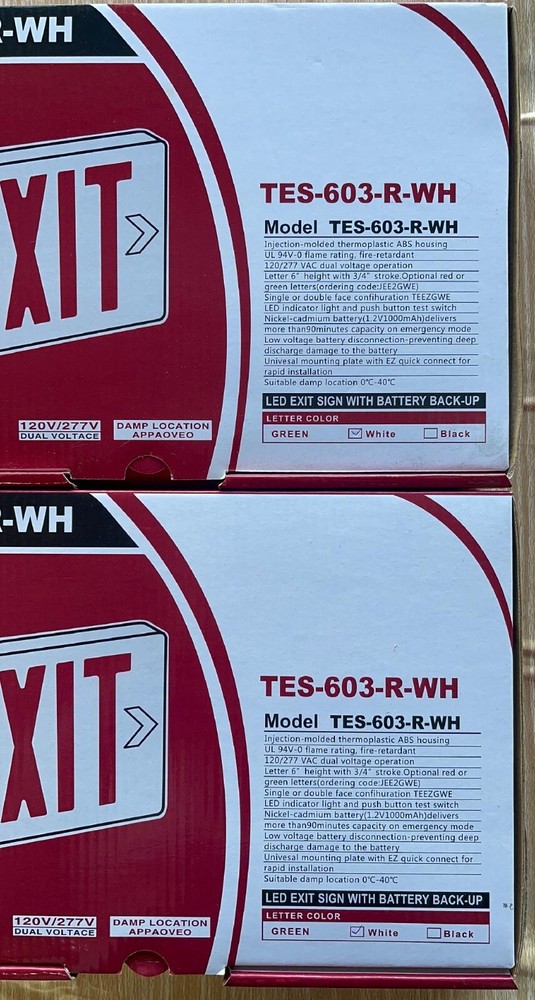 R-WH
EXIT
120V/277V
DUAL VOLTACE
DAMP LOCATION
APPAOVEO
TES-603-R-WH
Model TES-603-R-WH
Injection-molded thermoplastic ABS housing
UL 94V-0 flame rating, fire-retardant
120/277 VAC dual voltage operation
Letter 6" height with 3/4" stroke.Optional red or
green letters(ordering code:JEE2GWE)
Single or double face confihuration TEEZGWE
LED indicator light and push button test switch
Nickel-cadmium battery(1.2V1000mAh)delivers
more than90minutes capacity on emergency mode
Low voltage battery disconnection-preventing deep
discharge damage to the battery
Univesal mounting plate with EZ quick connect for
rapid installation
Suitable damp location 0℃-40℃
LED EXIT SIGN WITH BATTERY BACK-UP
LETTER COLOR
GREEN White Black
R-WH
EXIT
120V/277V
DUAL VOLTACE
DAMP LOCATION
APPAOVEO
TES-603-R-WH
Model TES-603-R-WH
Injection-molded thermoplastic ABS housing
UL 94V-0 flame rating, fire-retardant
120/277 VAC dual voltage operation
Letter 6" height with 3/4" stroke.Optional red or
green letters(ordering code:JEE2GWE)
Single or double face confihuration TEEZGWE
LED indicator light and push button test switch
Nickel-cadmium battery(1.2V1000mAh)delivers
more than90minutes capacity on emergency mode
Low voltage battery disconnection-preventing deep
discharge damage to the battery
Univesal mounting plate with EZ quick connect for
rapid installation
Suitable damp location 0℃-40℃
LED EXIT SIGN WITH BATTERY BACK-UP
LETTER COLOR
GREEN White Black